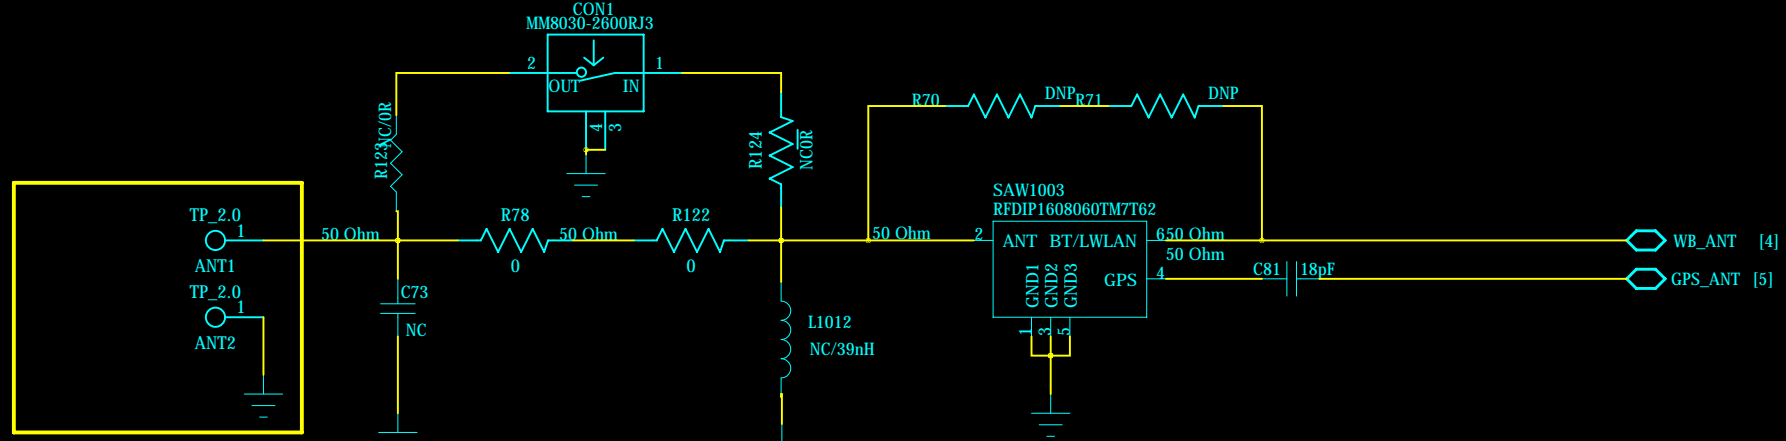 CON1
MM8030-2600RJ3
2
1
OUT
IN
4
3
NC/0R
R123
R124
NC0R
R70
DNP
R71
DNP
SAW1003
RFDIP1608060TM7T62
TP_2.0
1
ANT1
50 Ohm
R78
0
50 Ohm
R122
0
50 Ohm
2
ANT
BT/LWLAN
6
50 Ohm
50 Ohm
WB_ANT
[4]
GPS
4
C81
18pF
GPS_ANT
[5]
GND1
GND2
GND3
1
3
5
TP_2.0
1
ANT2
C73
NC
L1012
NC/39nH